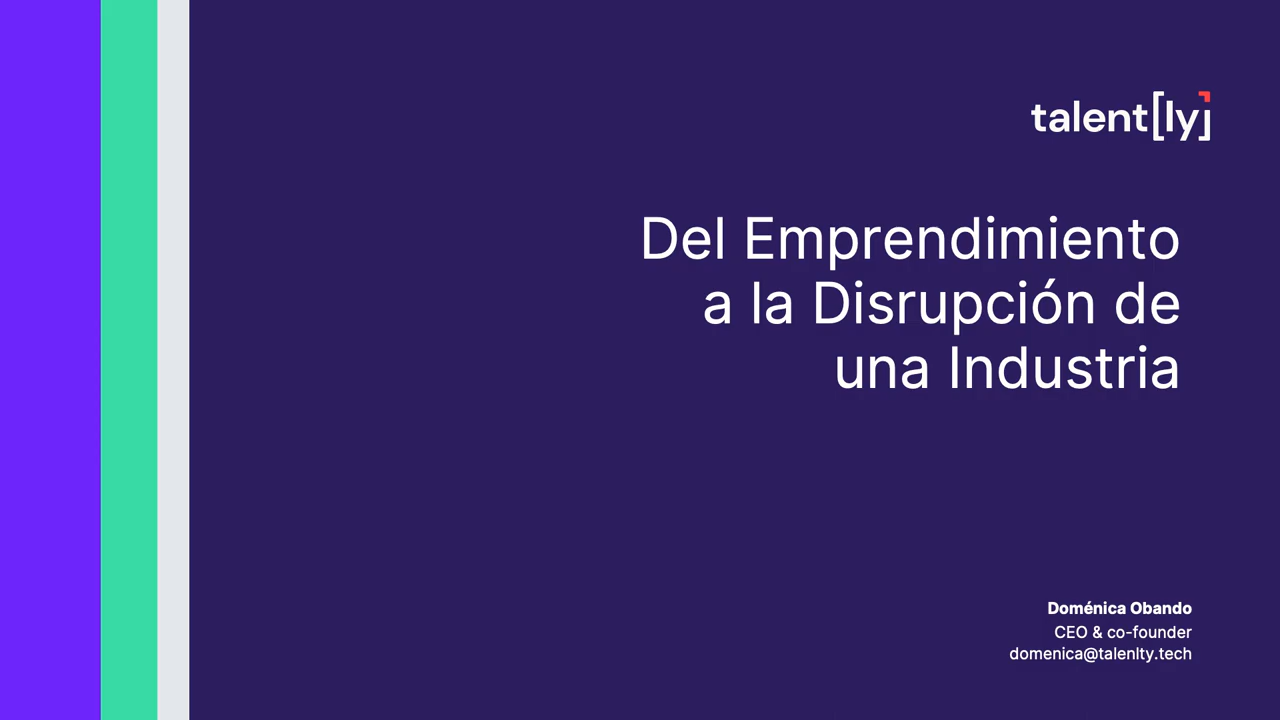 talent[ly]
Del Emprendimiento
a la Disrupción de
una Industria
Doménica Obando
CEO & co-founder
domenica@talenlty.tech